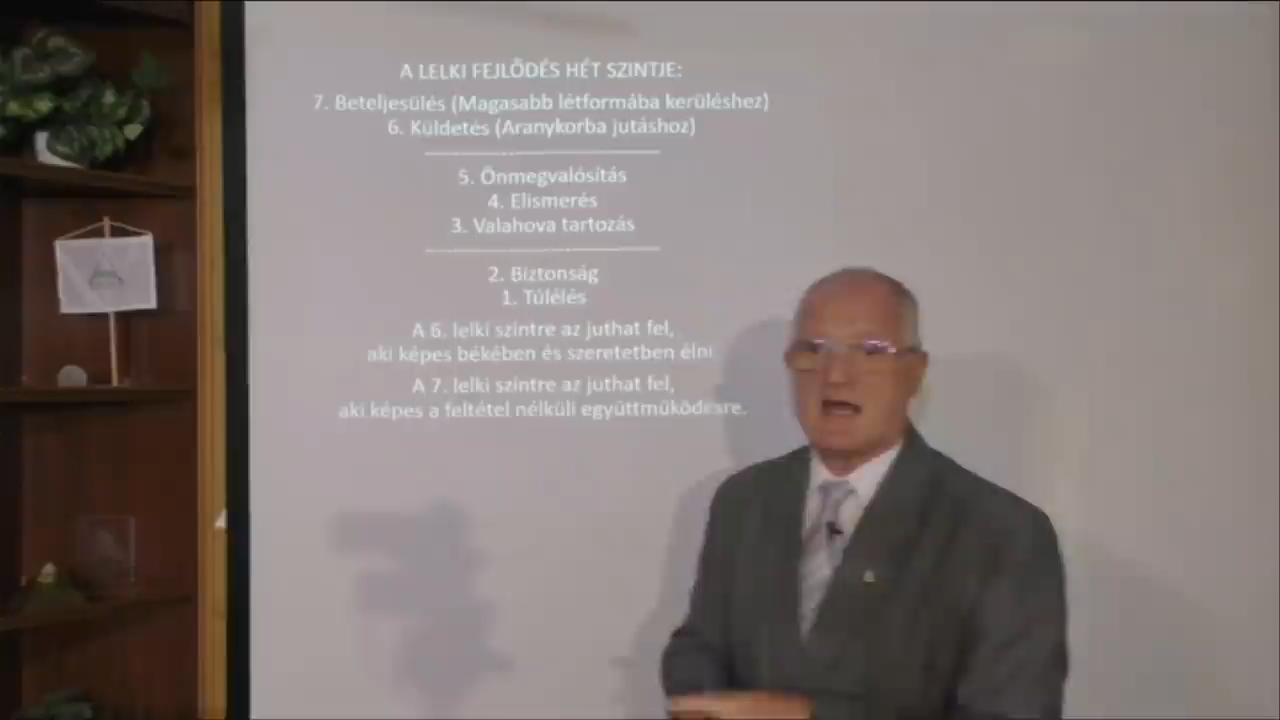 A LELKI FEJLŐDÉS HÉT SZINTJE:
7. Beteljesülés (Magasabb létformába kerüléshez)
6. Küldetés (Aranykorba jutáshoz)
5. Önmegvalósítás
4. Elismerés
3. Valahova tartozás
2. Biztonság
1. Túlélés
A 6. lelki szintre az juthat fel,
aki képes békében és szeretetben élni
A 7. lelki szintre az juthat fel,
aki képes a feltétel nélküli együttműködésre.